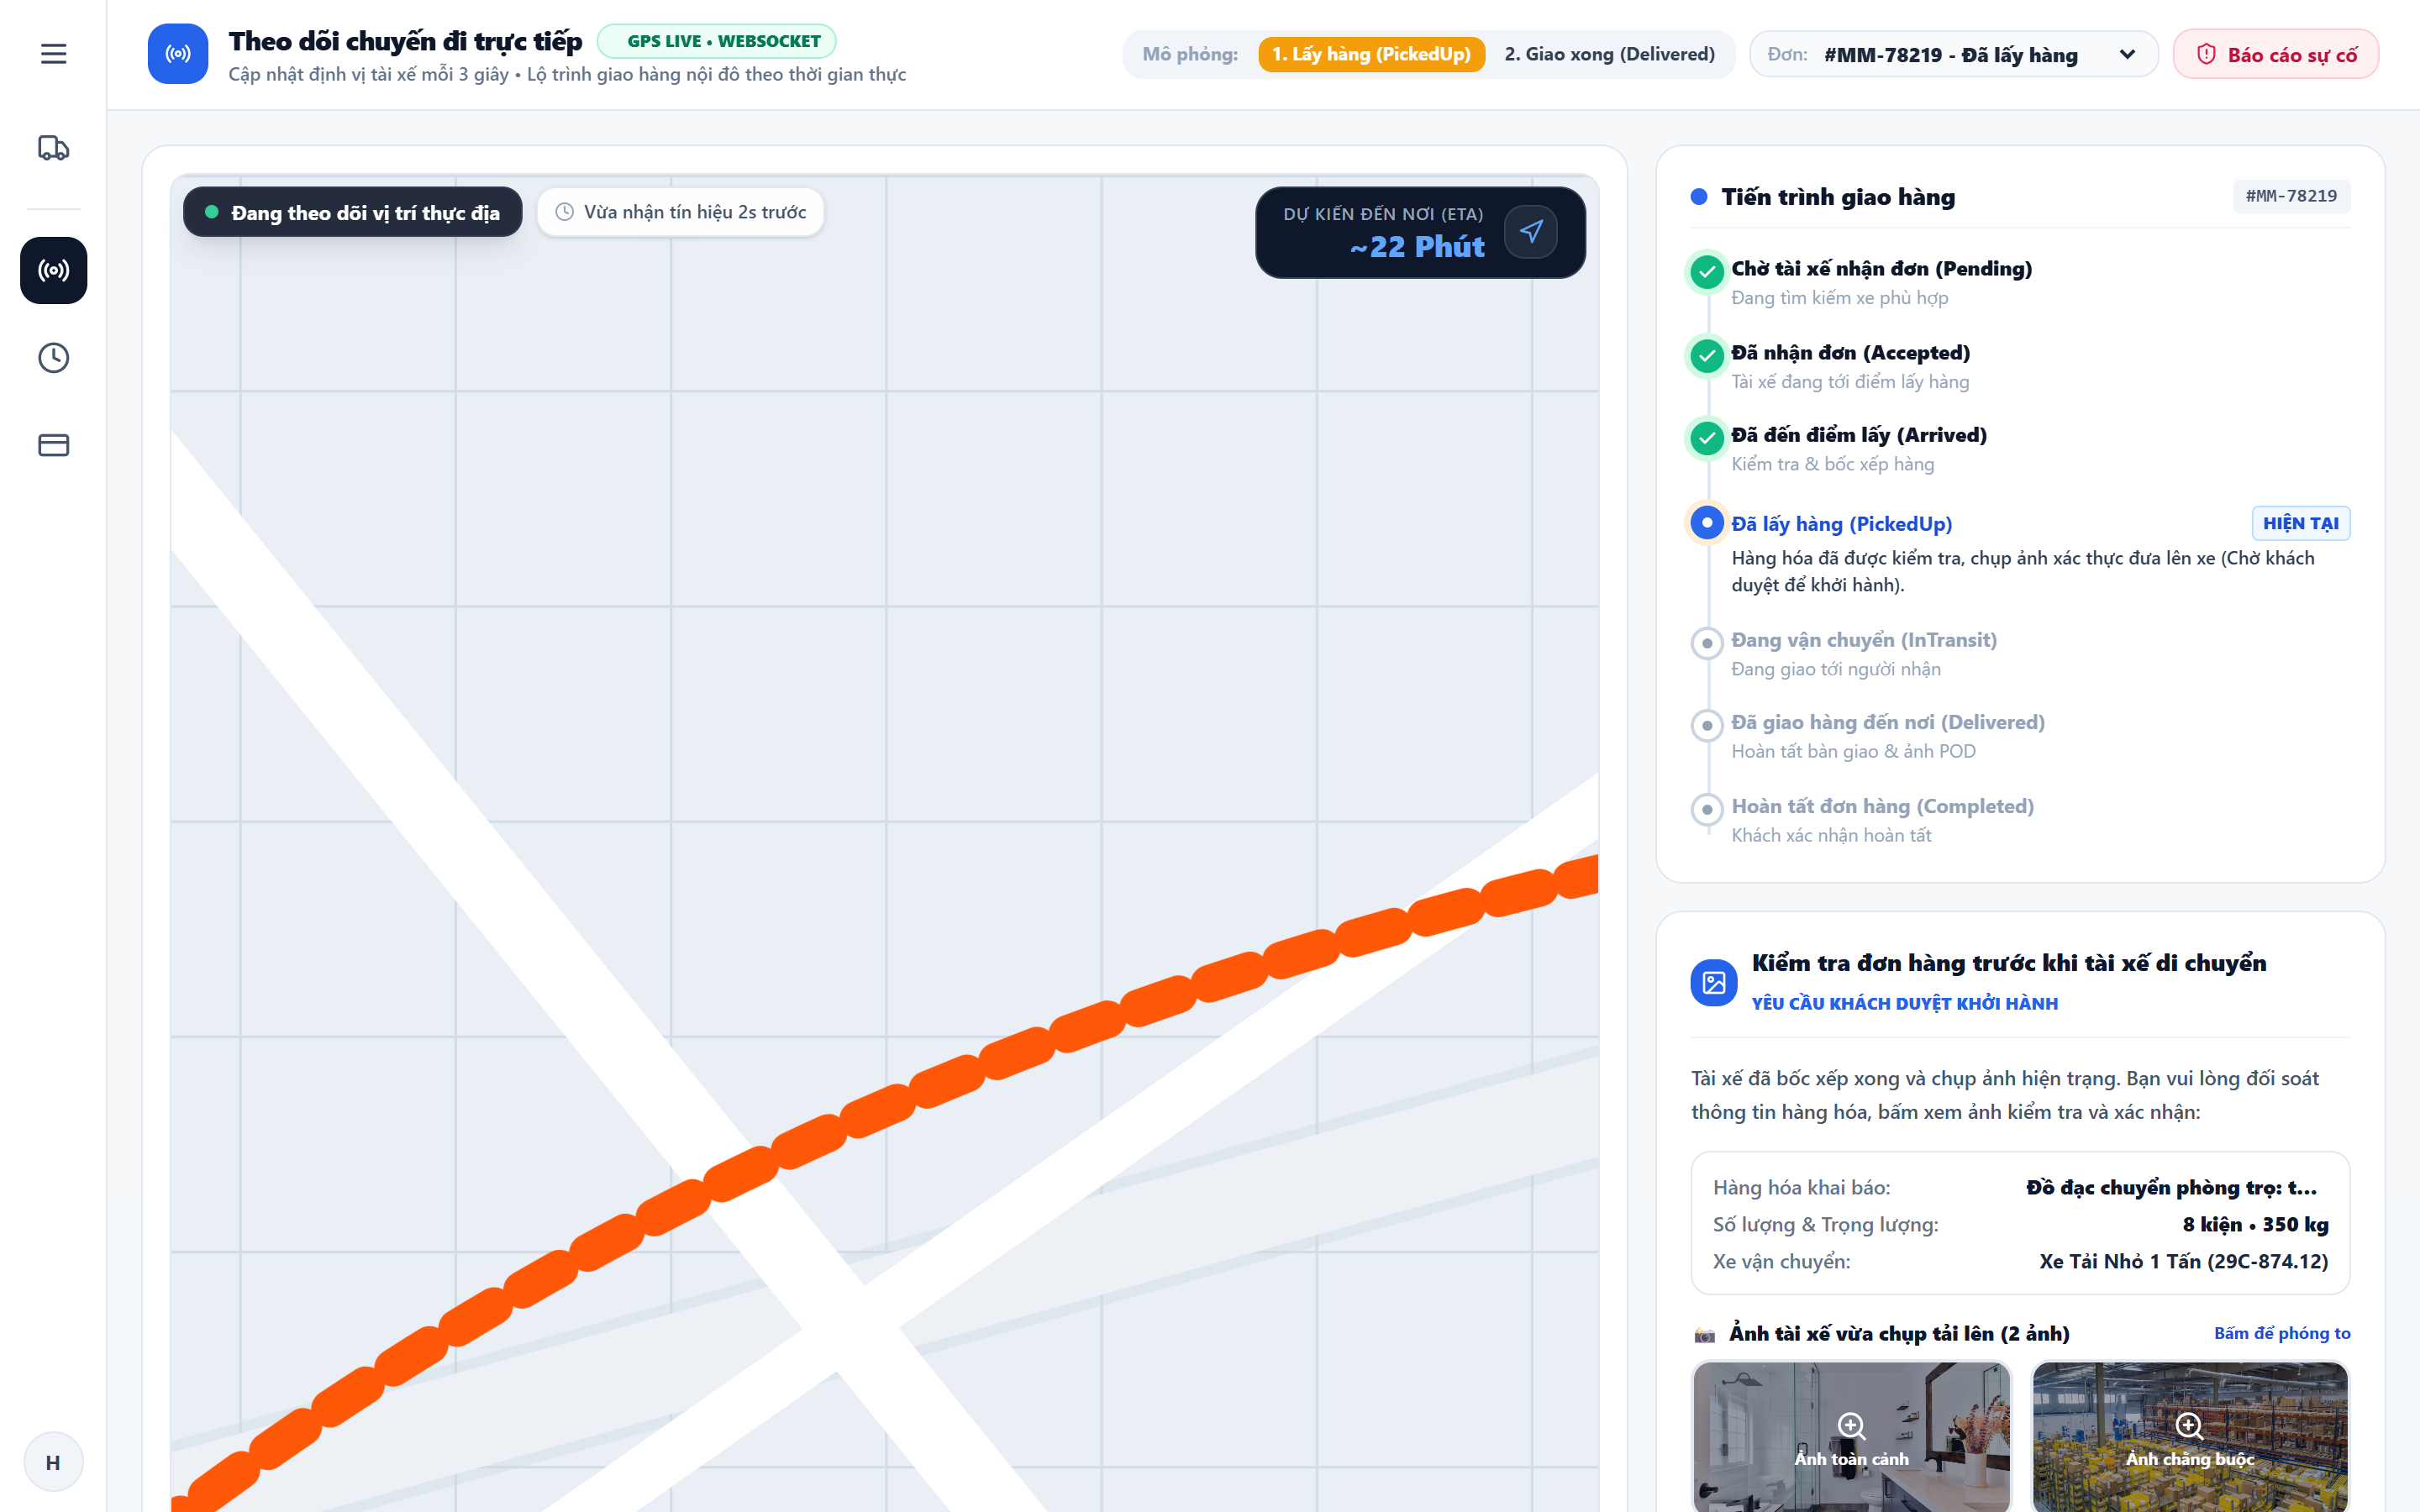 Theo dõi chuyến đi trực tiếp
GPS LIVE • WEBSOCKET
Cập nhật định vị tài xế mỗi 3 giây • Lộ trình giao hàng nội đô theo thời gian thực
Mô phỏng:
1. Lấy hàng (PickedUp)
2. Giao xong (Delivered)
Đơn: #MM-78219 - Đã lấy hàng
Báo cáo sự cố
Đang theo dõi vị trí thực địa
Vừa nhận tín hiệu 2s trước
DỰ KIẾN ĐẾN NƠI (ETA)
~22 Phút
Tiến trình giao hàng
#MM-78219
Chờ tài xế nhận đơn (Pending)
Đang tìm kiếm xe phù hợp
Đã nhận đơn (Accepted)
Tài xế đang tới điểm lấy hàng
Đã đến điểm lấy (Arrived)
Kiểm tra & bốc xếp hàng
Đã lấy hàng (PickedUp)
HIỆN TẠI
Hàng hóa đã được kiểm tra, chụp ảnh xác thực đưa lên xe (Chờ khách
duyệt để khởi hành).
Đang vận chuyển (InTransit)
Đang giao tới người nhận
Đã giao hàng đến nơi (Delivered)
Hoàn tất bàn giao & ảnh POD
Hoàn tất đơn hàng (Completed)
Khách xác nhận hoàn tất
Kiểm tra đơn hàng trước khi tài xế di chuyển
YÊU CẦU KHÁCH DUYỆT KHỞI HÀNH
Tài xế đã bốc xếp xong và chụp ảnh hiện trạng. Bạn vui lòng đối soát
thông tin hàng hóa, bấm xem ảnh kiểm tra và xác nhận:
Hàng hóa khai báo: Đồ đạc chuyển phòng trọ: t...
Số lượng & Trọng lượng: 8 kiện • 350 kg
Xe vận chuyển: Xe Tải Nhỏ 1 Tấn (29C-874.12)
Ảnh tài xế vừa chụp tải lên (2 ảnh)
Bấm để phóng to
Ảnh toàn cảnh
Ảnh chằng buộc
H